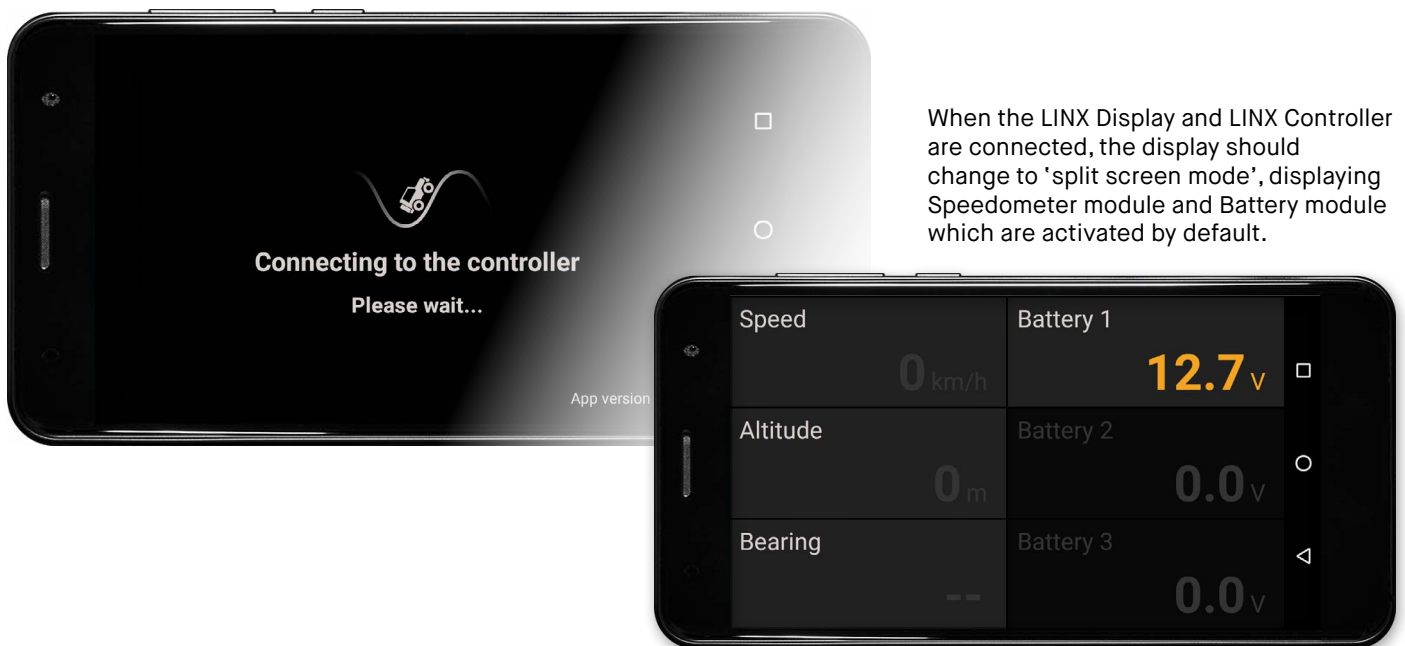 Connecting to the controller
Please wait...
App version
When the LINX Display and LINX Controller
are connected, the display should
change to ‘split screen mode’, displaying
Speedometer module and Battery module
which are activated by default.
Speed
0 km/h
Battery 1
12.7 V
Altitude
0 m
Battery 2
0.0 V
Bearing
--
Battery 3
0.0 V